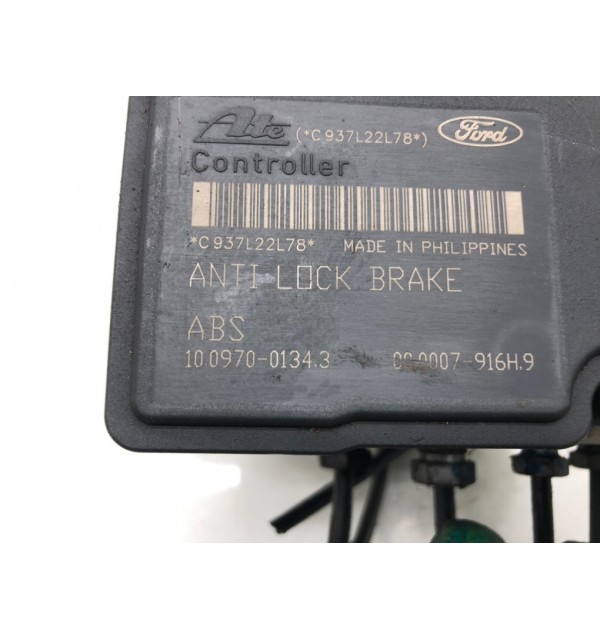 Ate (*C937L22L78*) Ford
Controller
*C937L22L78* MADE IN PHILIPPINES
ANTI LOCK BRAKE
ABS
10.0970-0134.3